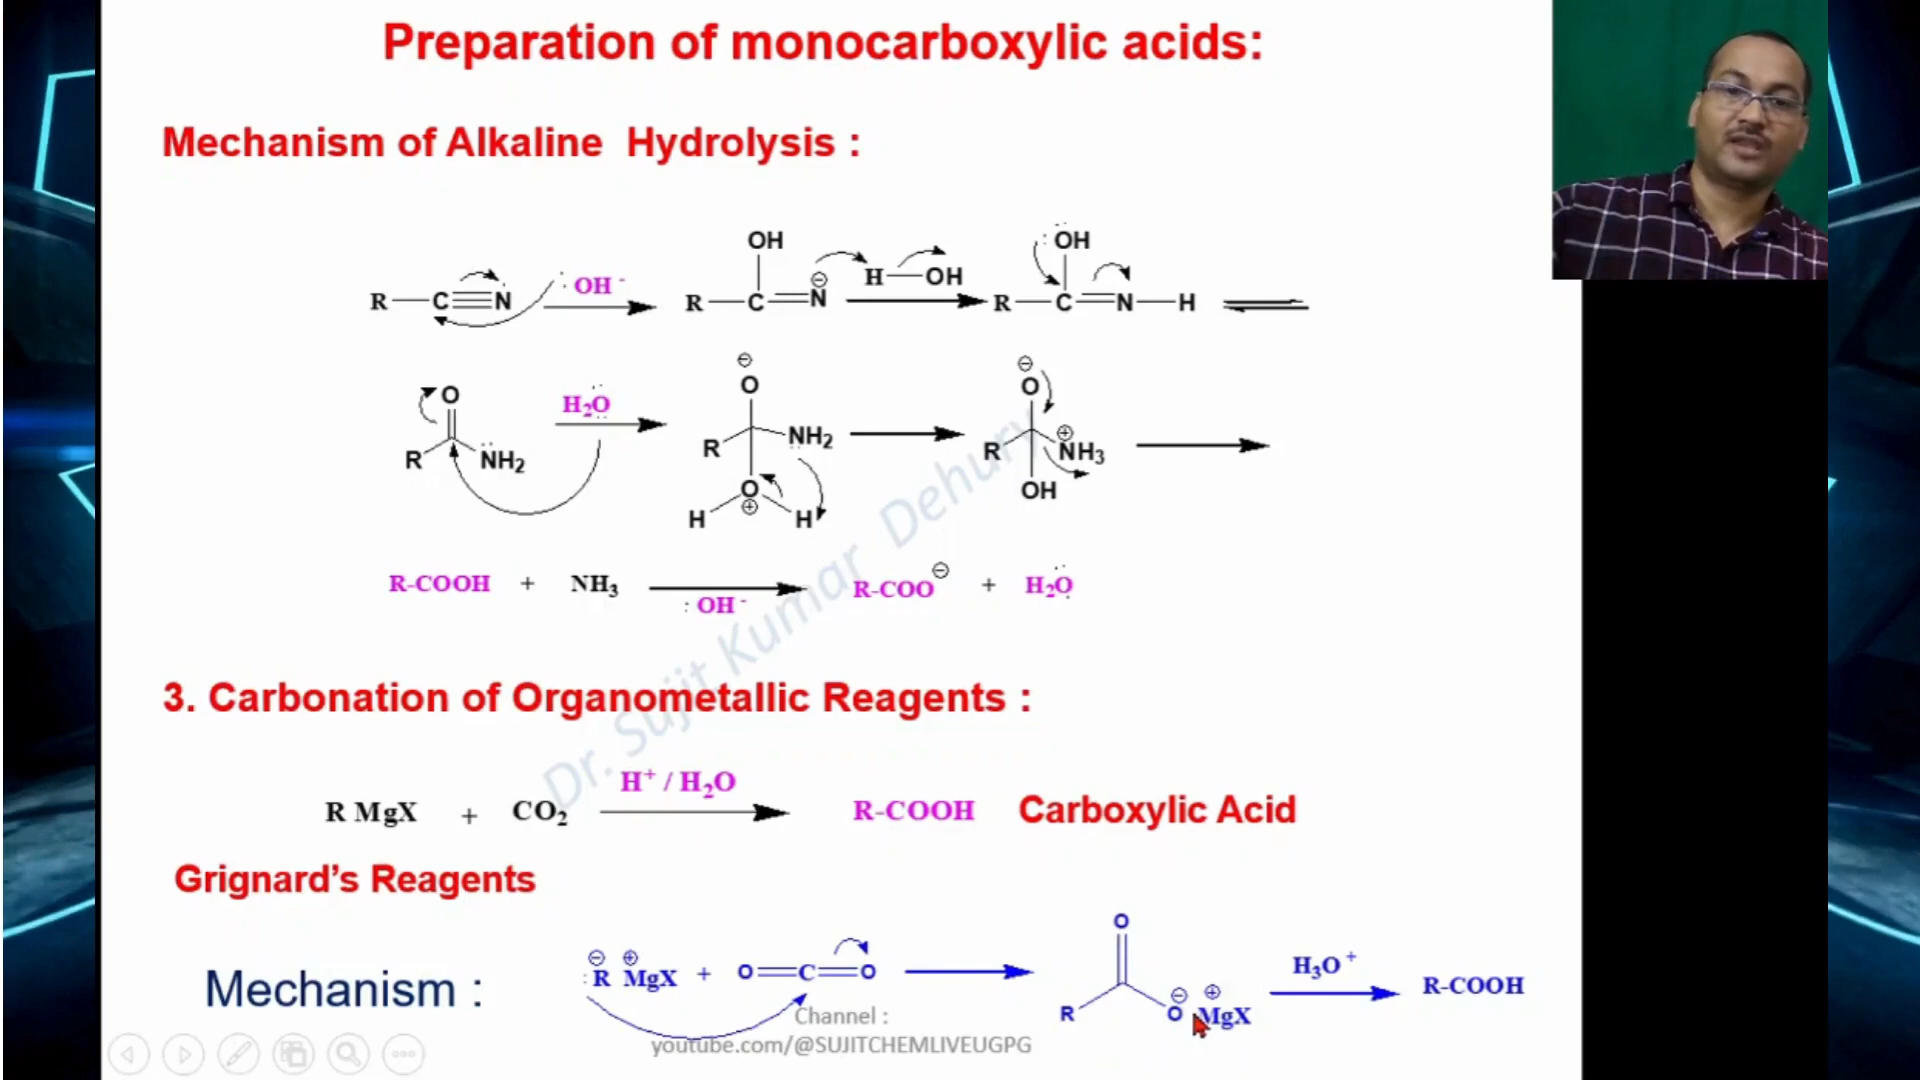 Preparation of monocarboxylic acids:
Mechanism of Alkaline Hydrolysis :
OH OH
R C N : OH - R C N H OH R C N H
O H2O O O
R NH2 R NH2 R NH3
O OH
H H
R-COOH + NH3 : OH - R-COO ⊖ + H2O
3. Carbonation of Organometallic Reagents :
R MgX + CO2 H+ / H2O R-COOH Carboxylic Acid
Grignard's Reagents
Mechanism : :R MgX + O C O O R O MgX H3O + R-COOH
Channel :
youtube.com/@SUJITCHEMLIVEUGPG
Dr. Sujit Kumar Dehury